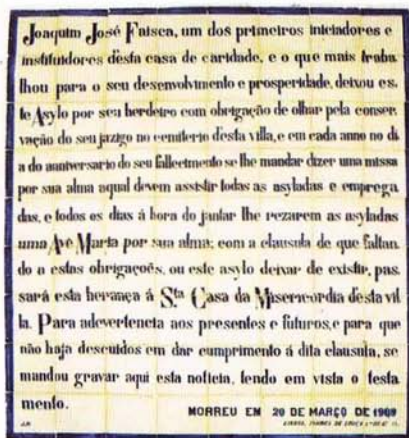 Joaquim José Faisca, um dos primeiros iniciadores e
instituidores désta casa de caridade, e o que mais traba
lhou para o seu desenvolvimento e prosperidade, deixou es,
te Asylo por seu herdeiro com obrigação de olhar pela conser,
vação do seu jazigo no cemiterio désta villa, e em cada anno no di
a do anniversario do seu fallecimento se lhe mandar dizer uma missa
por sua alma aqual devem assistir todas as asyladas e emprega
das, e todos os dias á hora do jantar lhe rezarem as asyladas
uma Avé Maria por sua alma; com a clausula de que faltan.
do a estas obrigações, ou este asylo deixar de existir, pas.
sará esta herança á Sta. Casa da Misericordia désta vil
la. Para adevertencia aos presentes e futuros, e para que
não haja descuidos em dar cumprimento á dita clausula, se
mandou gravar aqui esta noticia, tendo em vista o testa
mento.
MORREU EM 20 DE MARÇO DE 1909
LISBOA,